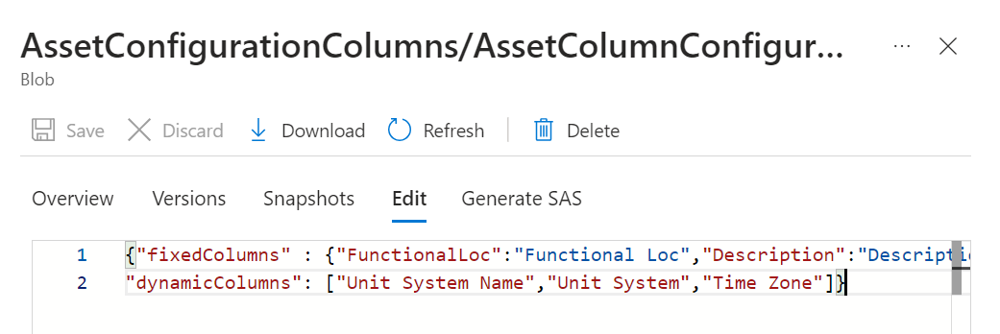 AssetConfigurationColumns/AssetColumnConfigur...
Blob
Save Discard Download Refresh Delete
Overview Versions Snapshots Edit Generate SAS
1 {"fixedColumns" : {"FunctionalLoc":"Functional Loc","Description":"Descriptio
2 "dynamicColumns": ["Unit System Name","Unit System","Time Zone"]}